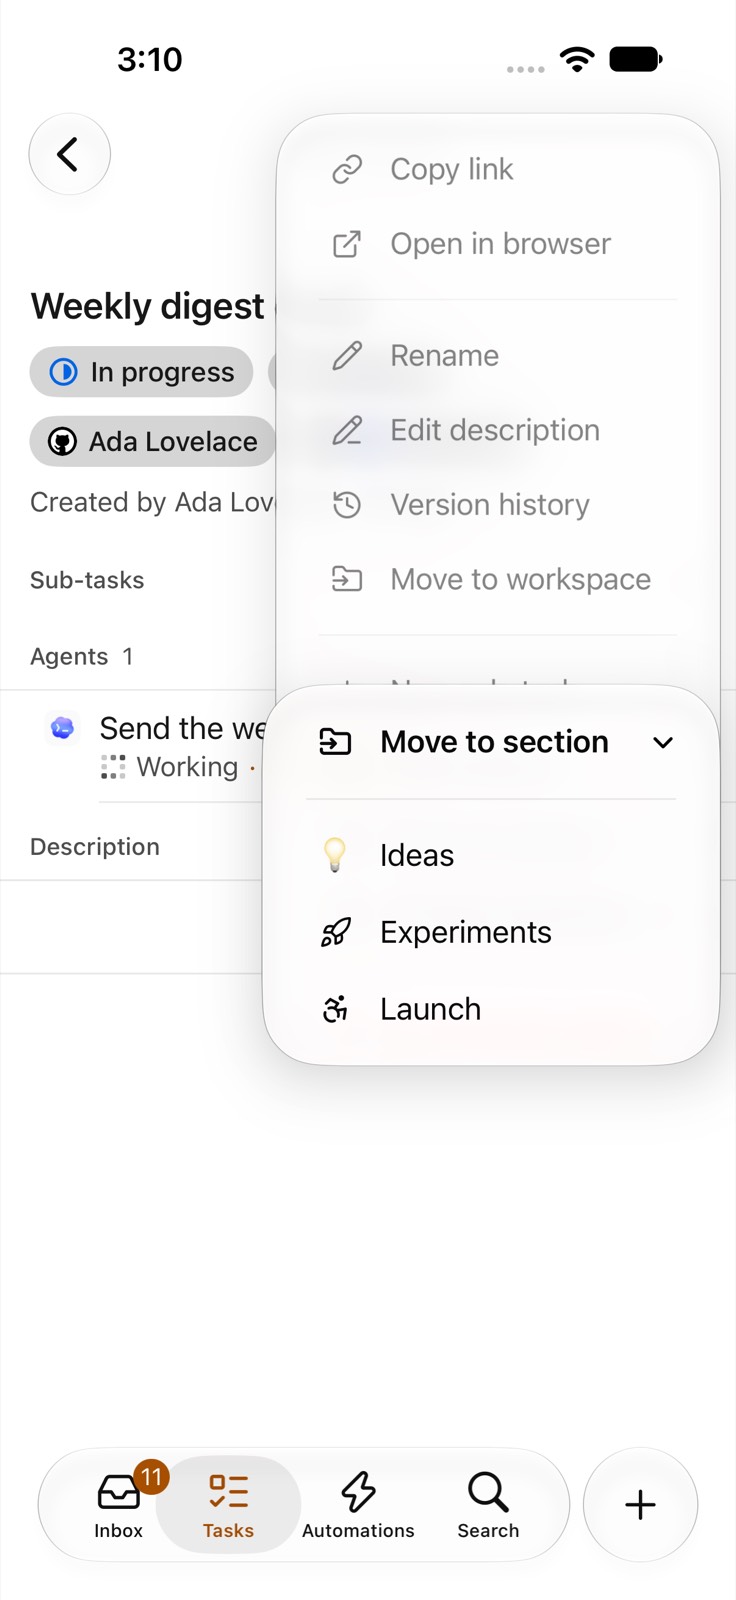 3:10
Copy link
Open in browser
Weekly digest
Rename
In progress
Edit description
Ada Lovelace
Created by Ada
Version history
Sub-tasks
Move to workspace
Agents 1
Send the
Working ·
Move to section
Description
Ideas
Experiments
Launch
11
Inbox
Tasks
Automations
Search